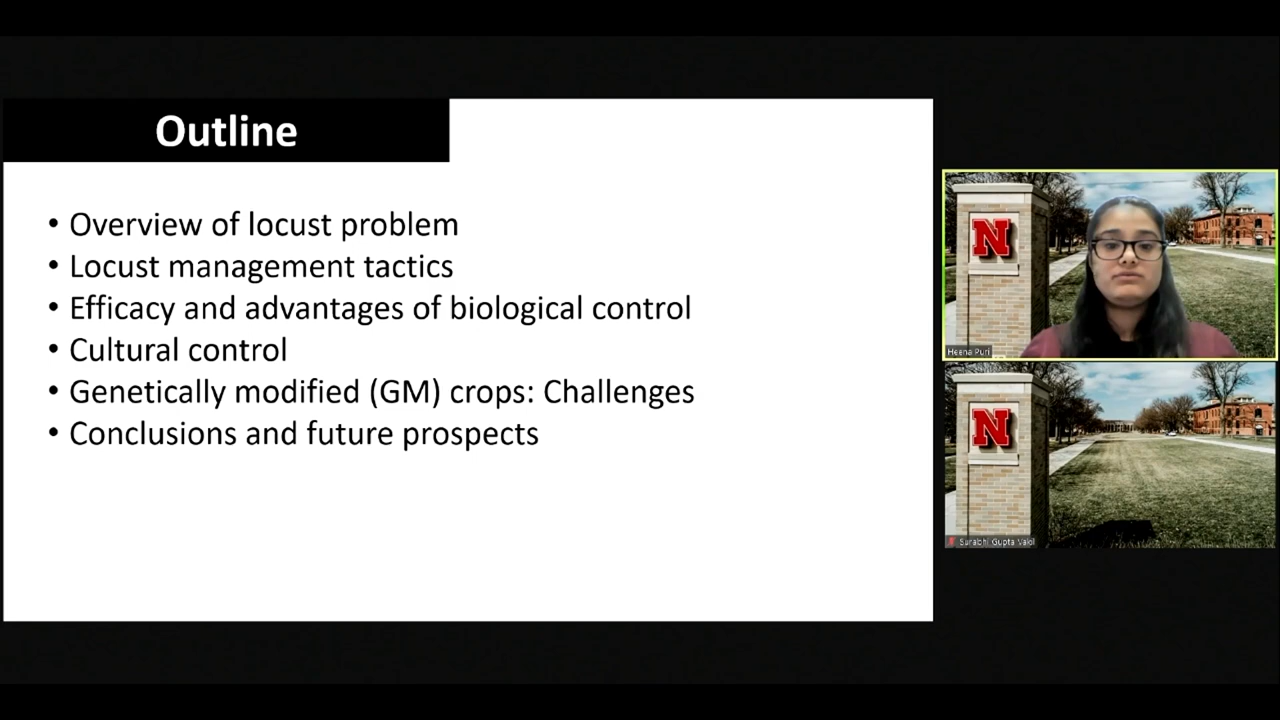 Outline
• Overview of locust problem
• Locust management tactics
• Efficacy and advantages of biological control
• Cultural control
• Genetically modified (GM) crops: Challenges
• Conclusions and future prospects
N
Heena Puri
N
Surabhi Gupta Vakil